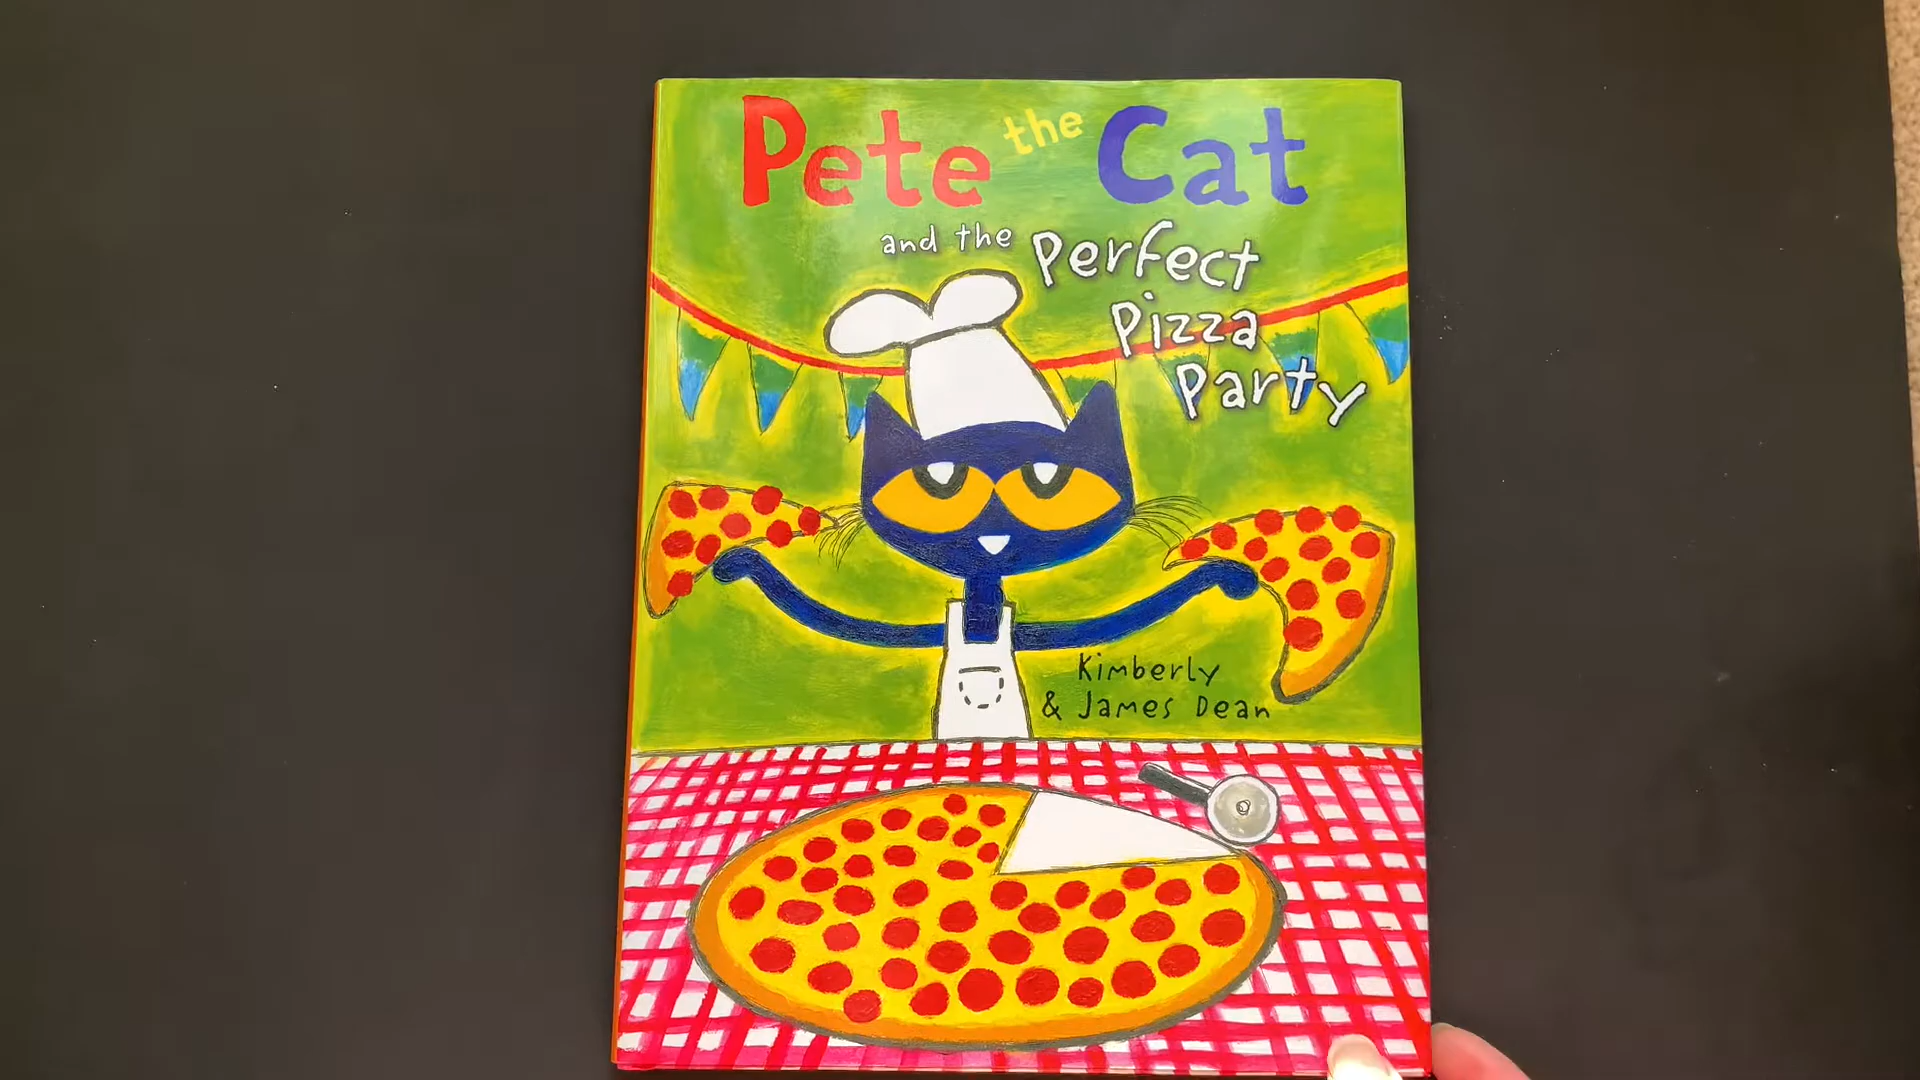 Pete the Cat
and the Perfect
Pizza
Party
Kimberly
& James Dean